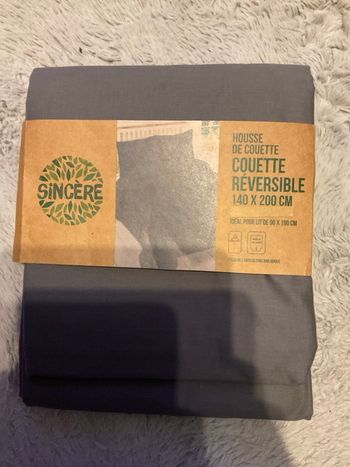 SINCÈRE
HOUSSE
DE COUETTE
COUETTE
RÉVERSIBLE
140 X 200 CM
IDÉAL POUR LIT DE 90 X 190 CM